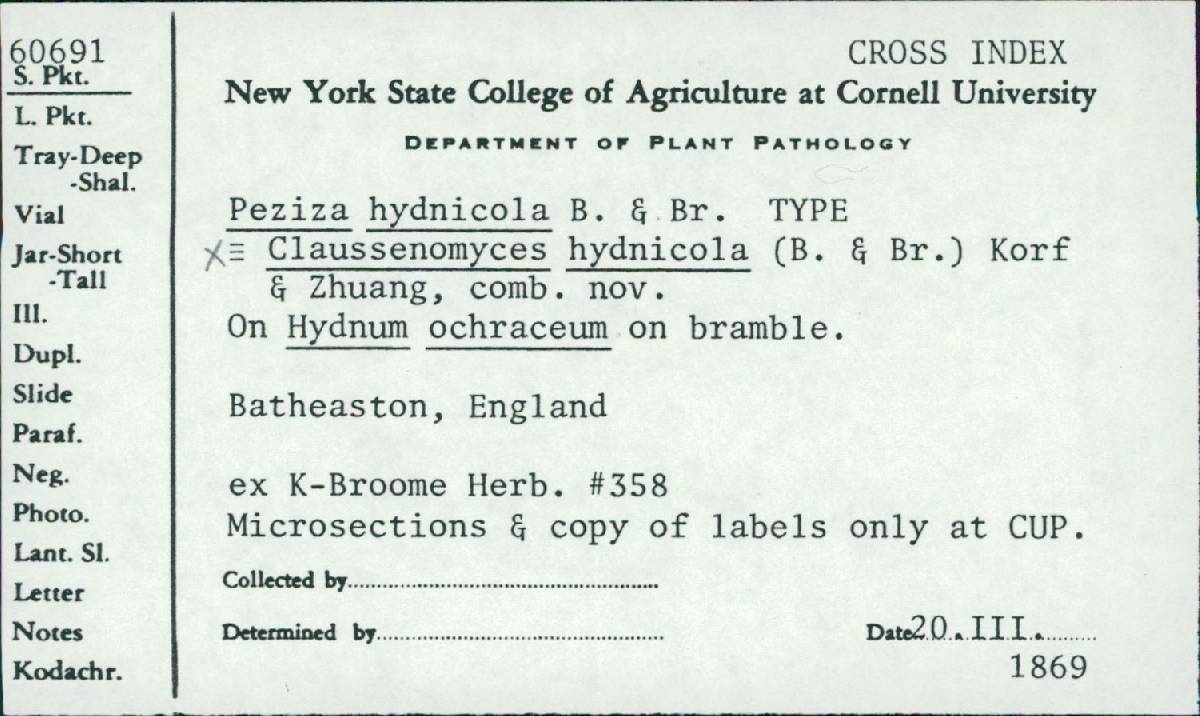 60691
S. Pkt.
L. Pkt.
Tray-Deep
-Shal.
Vial
Jar-Short
-Tall
Ill.
Dupl.
Slide
Paraf.
Neg.
Photo.
Lant. Sl.
Letter
Notes
Kodachr.
CROSS INDEX
New York State College of Agriculture at Cornell University
DEPARTMENT OF PLANT PATHOLOGY
Peziza hydnicola B. & Br. TYPE
X≡ Claussenomyces hydnicola (B. & Br.) Korf
& Zhuang, comb. nov.
On Hydnum ochraceum on bramble.
Batheaston, England
ex K-Broome Herb. #358
Microsections & copy of labels only at CUP.
Collected by
Determined by
Date 20.III.
1869